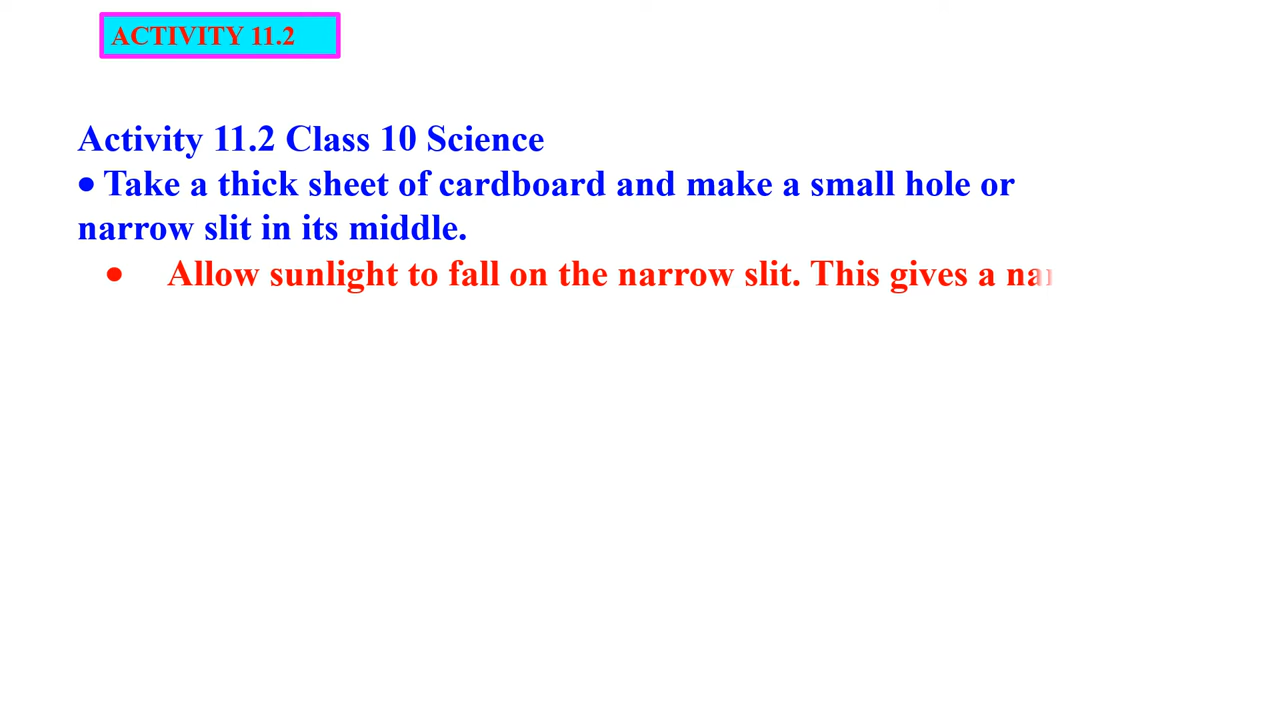 ACTIVITY 11.2
Activity 11.2 Class 10 Science
• Take a thick sheet of cardboard and make a small hole or
narrow slit in its middle.
• Allow sunlight to fall on the narrow slit. This gives a